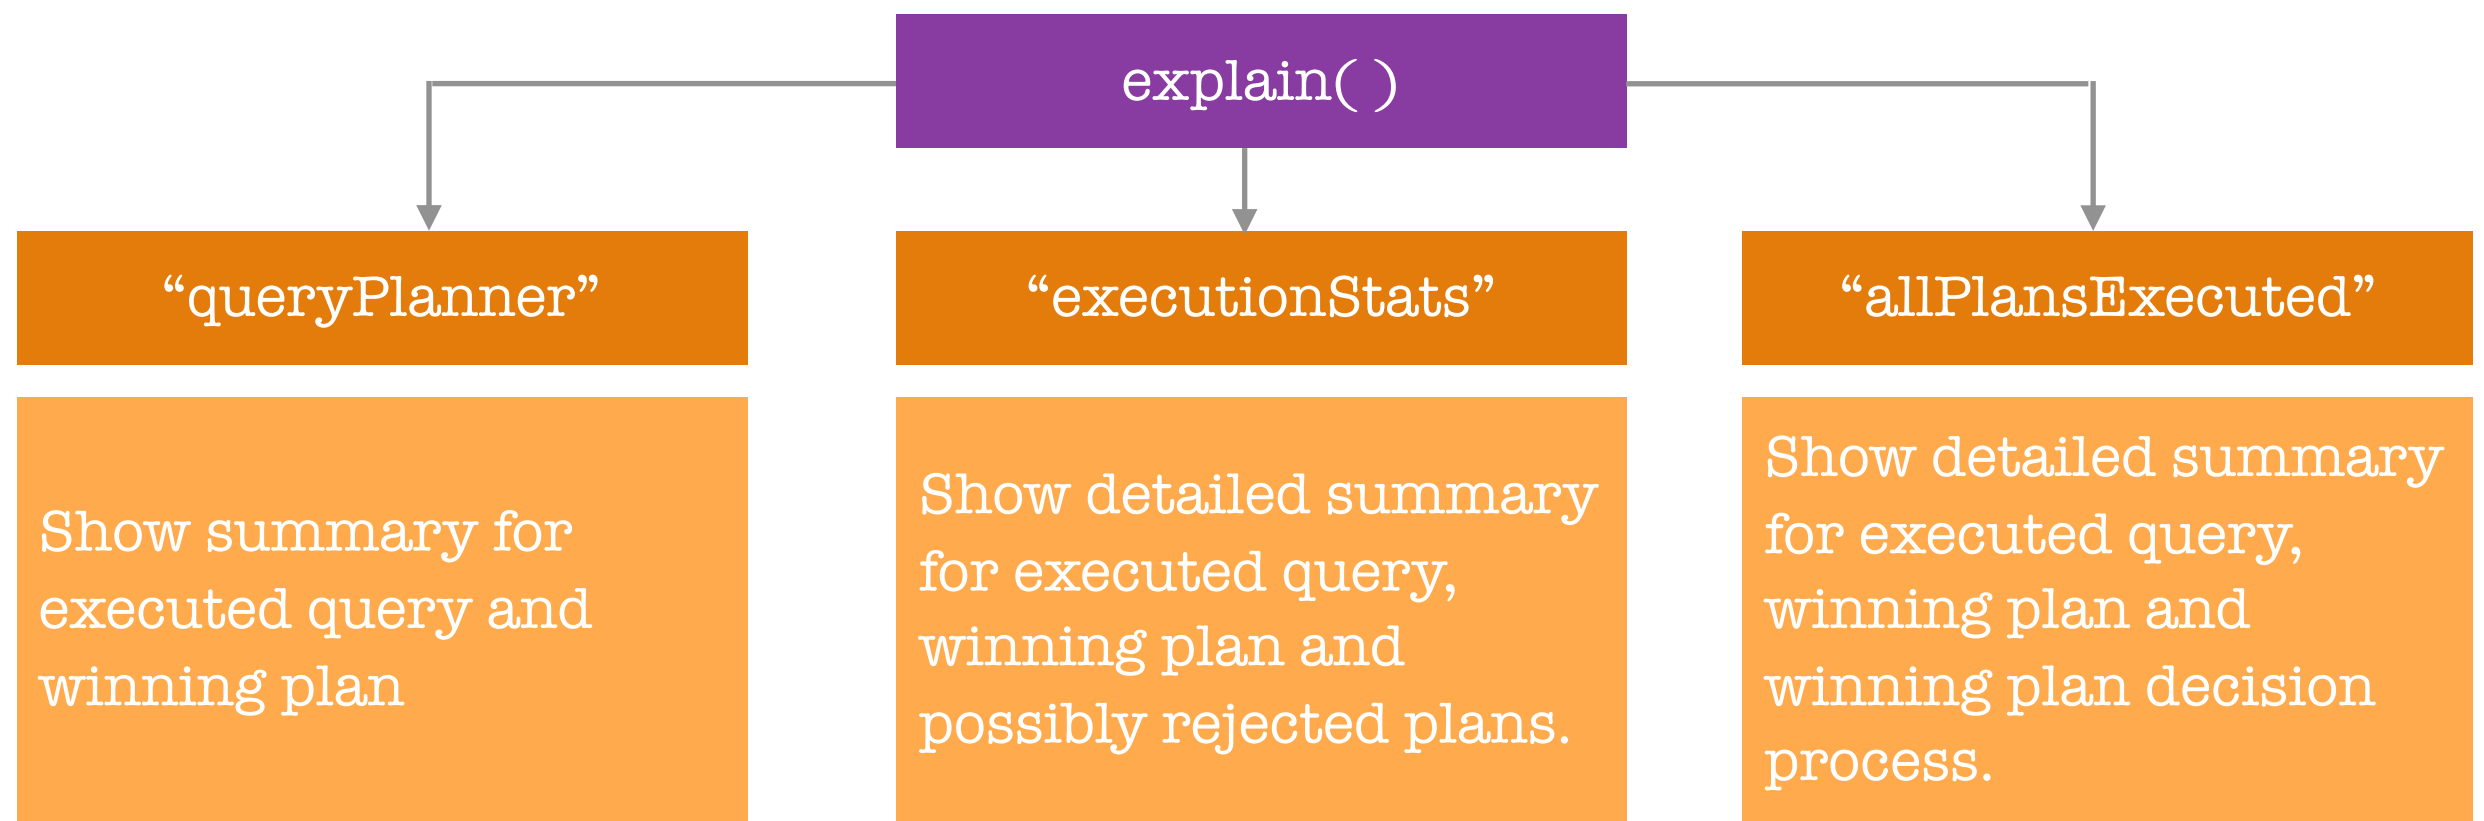 explain( )
“queryPlanner”
“executionStats”
“allPlansExecuted”
Show summary for
executed query and
winning plan
Show detailed summary
for executed query,
winning plan and
possibly rejected plans.
Show detailed summary
for executed query,
winning plan and
winning plan decision
process.